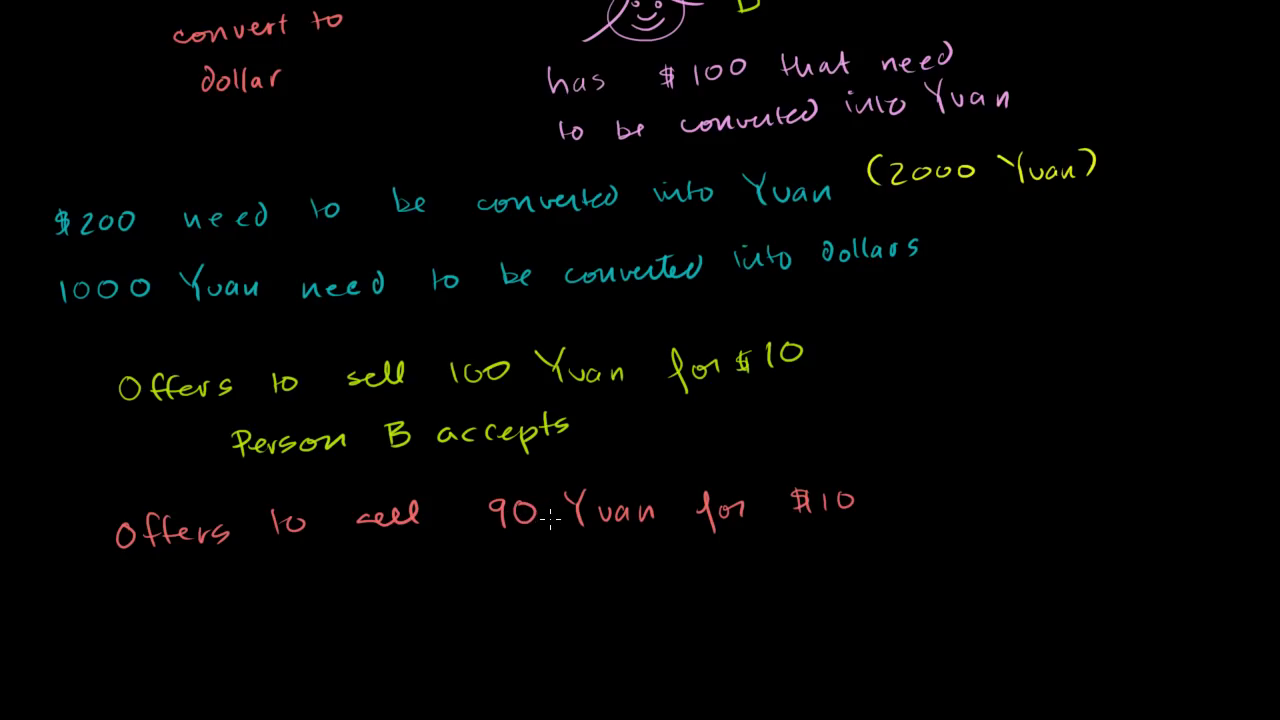 convert to
dollar
B
has $100 that need
to be converted into Yuan
$200 need to be converted into Yuan (2000 Yuan)
1000 Yuan need to be converted into dollars
Offers to sell 100 Yuan for $10
Person B accepts
Offers to sell 90 Yuan for $10